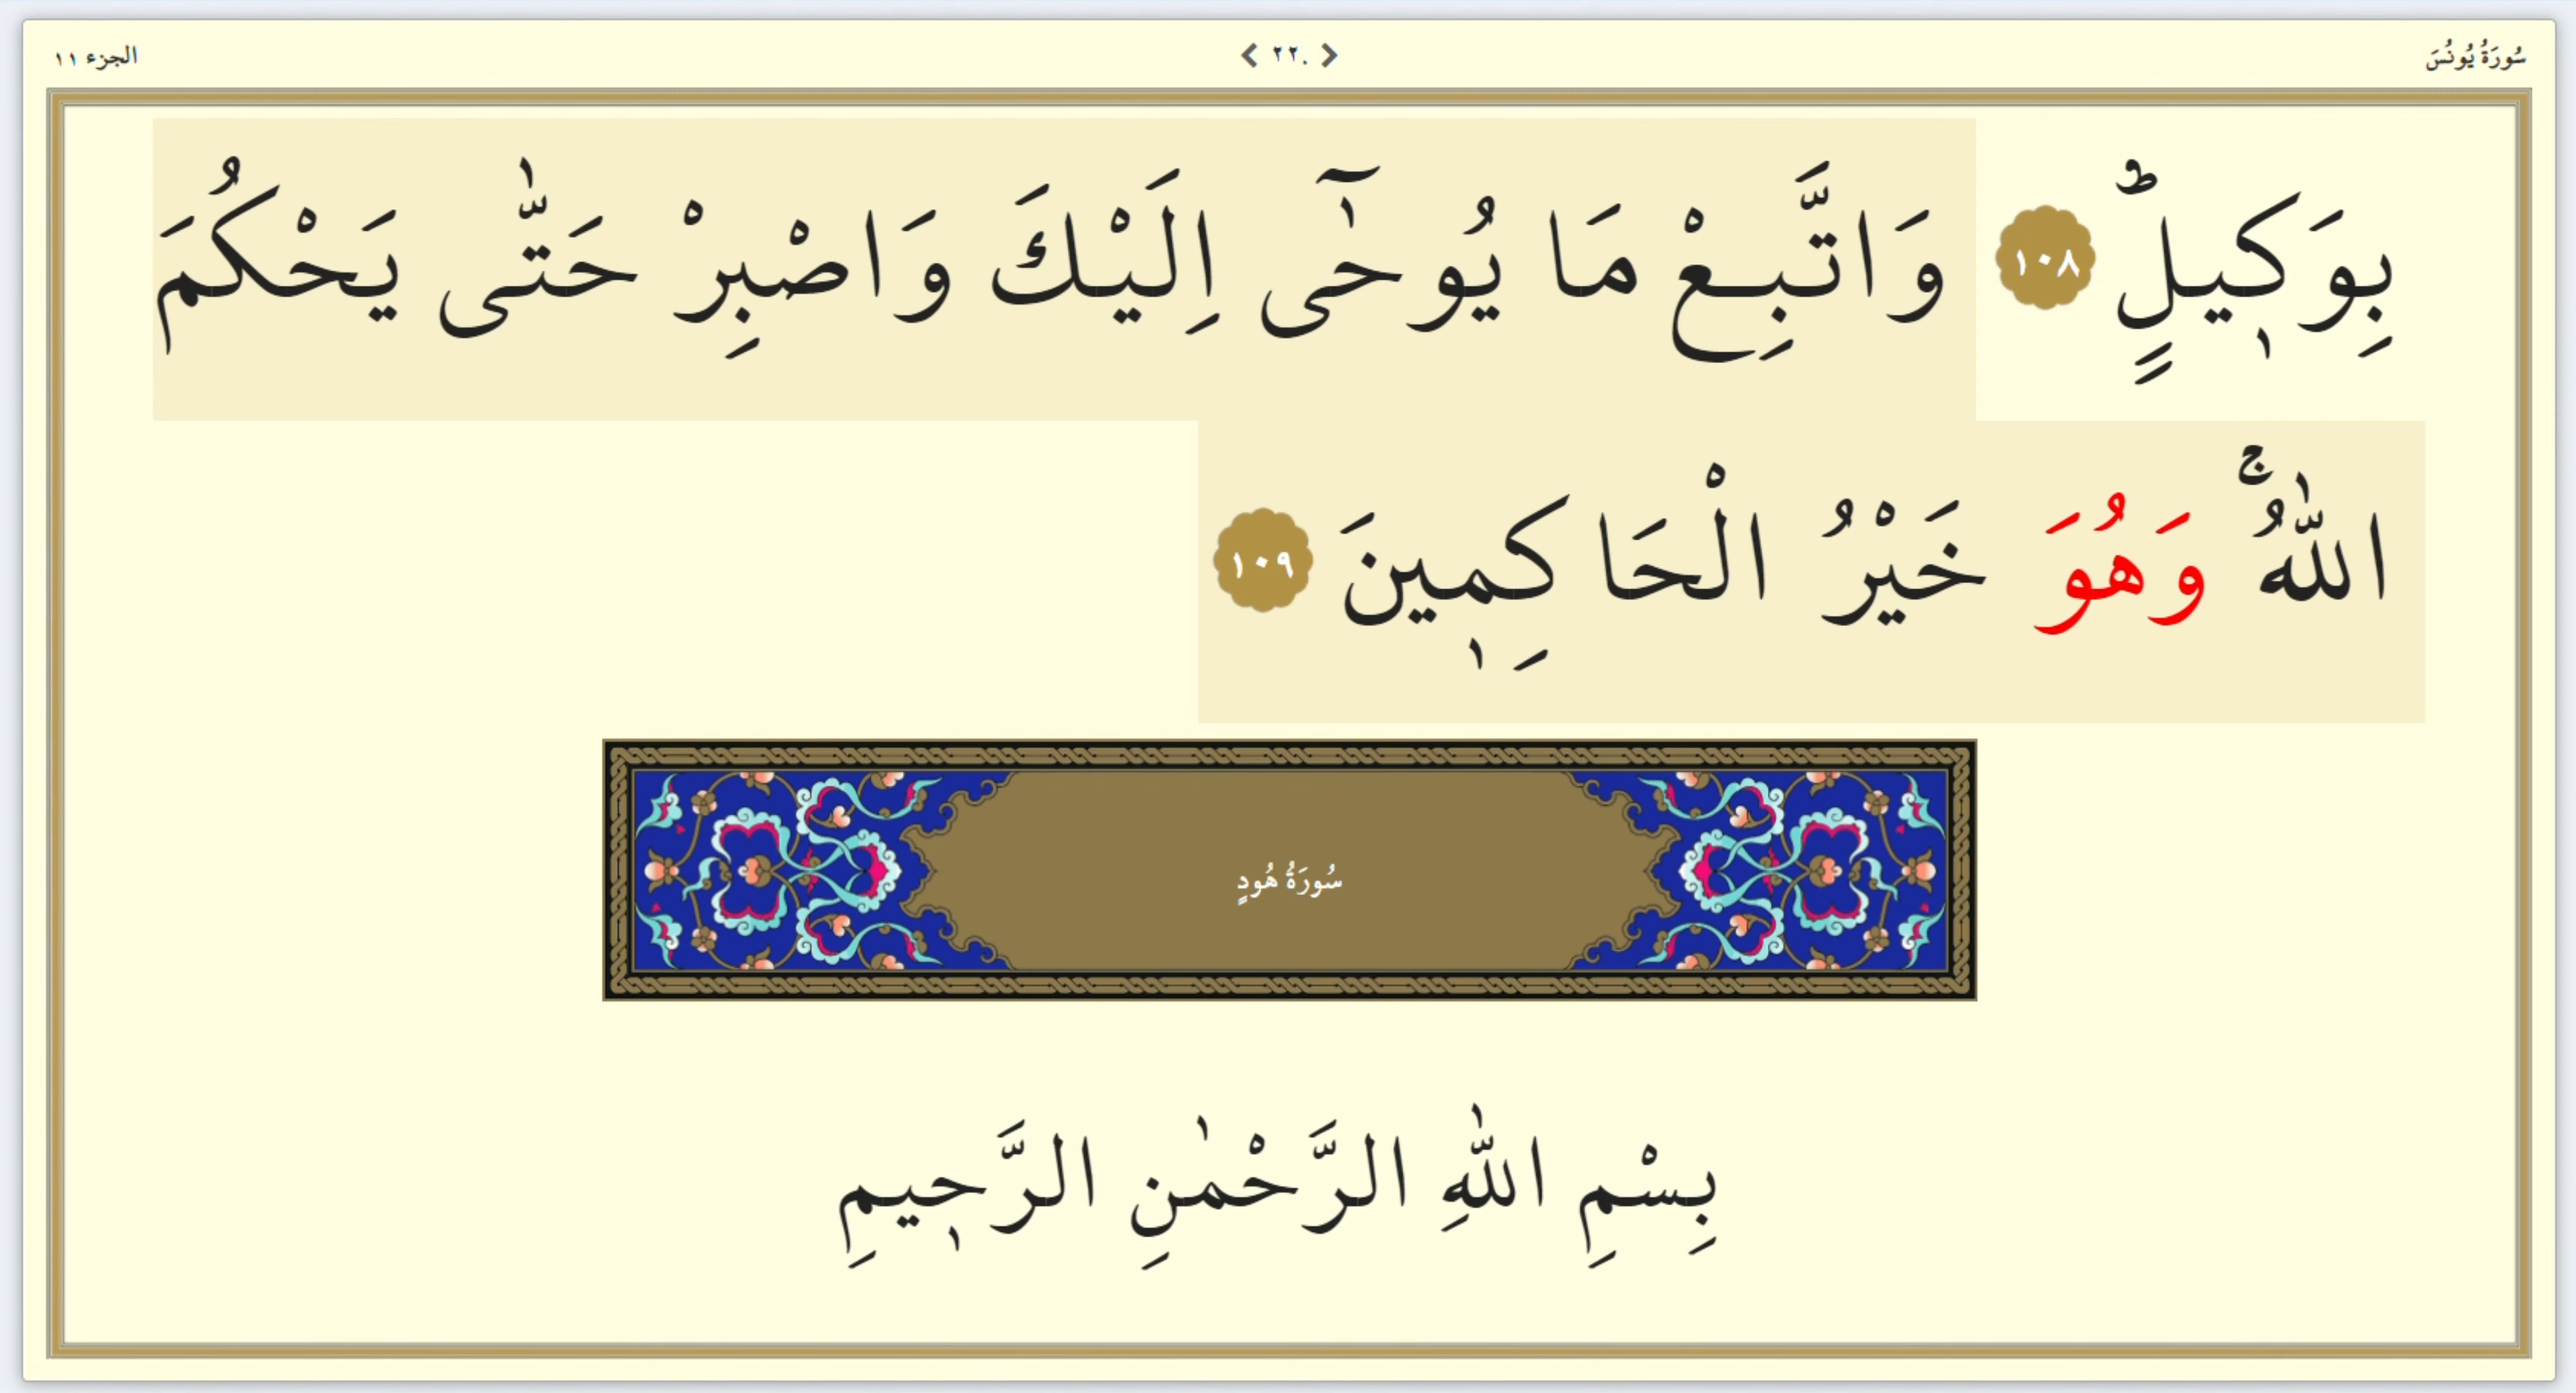 سُورَةُ يُونُسَ ٢٢٠ الجزء ١١
بِوَك۪يلٍۜ ١٠٨ وَاتَّبِعْ مَا يُوحٰٓى اِلَيْكَ وَاصْبِرْ حَتّٰى يَحْكُمَ
اللّٰهُۚ وَهُوَ خَيْرُ الْحَاكِم۪ينَ ١٠٩
سُورَةُ هُودٍ
بِسْمِ اللّٰهِ الرَّحْمٰنِ الرَّح۪يمِ